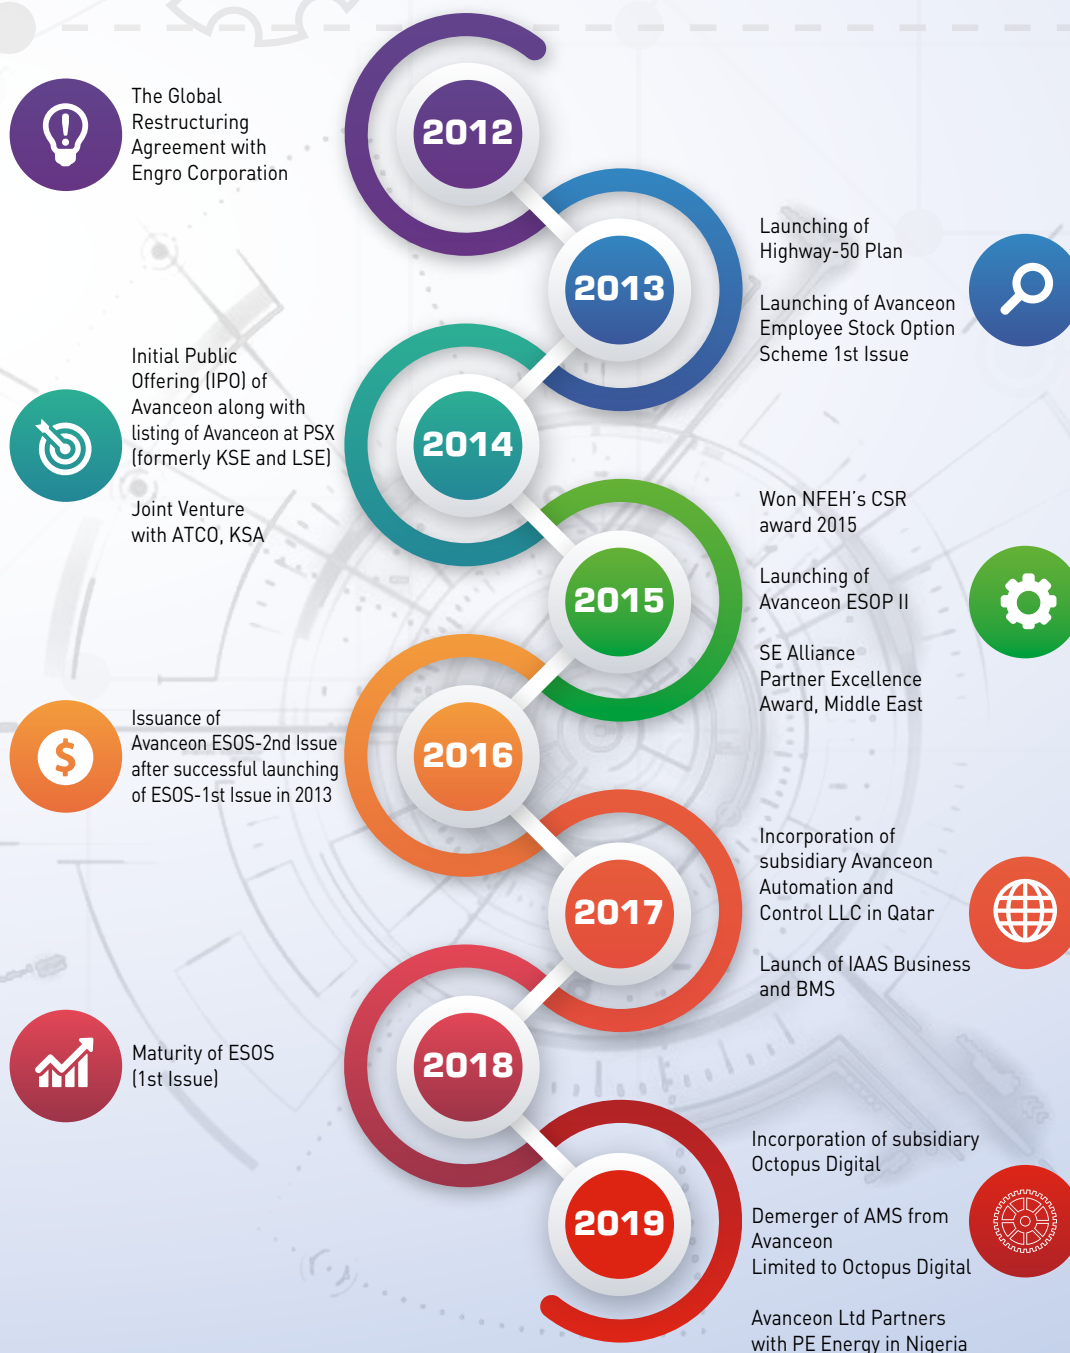 The Global
Restructuring
Agreement with
Engro Corporation
2012
2013
Launching of
Highway-50 Plan
Launching of Avanceon
Employee Stock Option
Scheme 1st Issue
Initial Public
Offering (IPO) of
Avanceon along with
listing of Avanceon at PSX
(formerly KSE and LSE)
Joint Venture
with ATCO, KSA
2014
2015
Won NFEH's CSR
award 2015
Launching of
Avanceon ESOP II
SE Alliance
Partner Excellence
Award, Middle East
$
Issuance of
Avanceon ESOS-2nd Issue
after successful launching
of ESOS-1st Issue in 2013
2016
2017
Incorporation of
subsidiary Avanceon
Automation and
Control LLC in Qatar
Launch of IAAS Business
and BMS
Maturity of ESOS
(1st Issue)
2018
2019
Incorporation of subsidiary
Octopus Digital
Demerger of AMS from
Avanceon
Limited to Octopus Digital
Avanceon Ltd Partners
with PE Energy in Nigeria